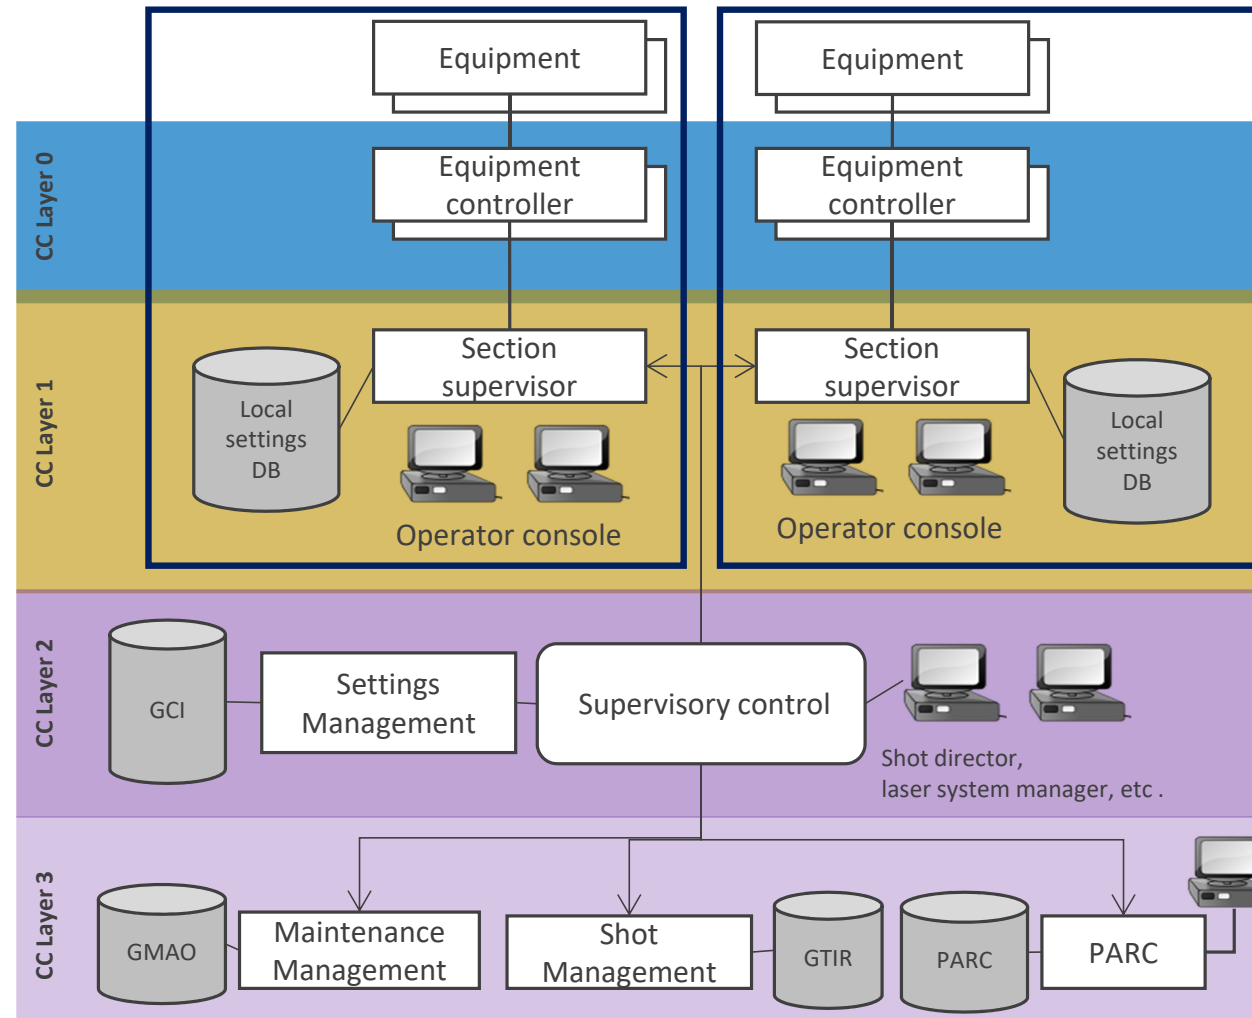 Equipment
Equipment
CC Layer 0
Equipment
controller
Equipment
controller
CC Layer 1
Section
supervisor
Section
supervisor
Local
settings
DB
Local
settings
DB
Operator console
Operator console
CC Layer 2
GCI
Settings
Management
Supervisory control
Shot director,
laser system manager, etc .
CC Layer 3
GMAO
Maintenance
Management
Shot
Management
GTIR
PARC
PARC